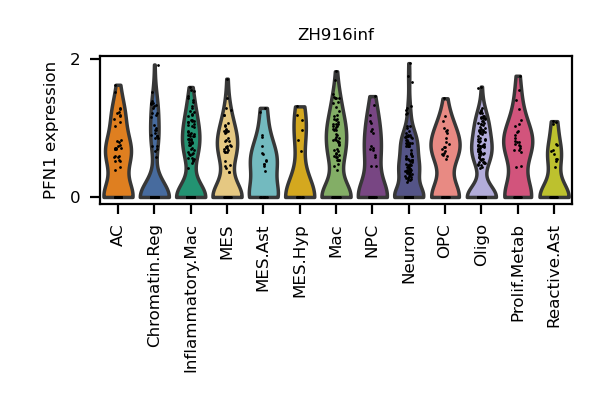 ZH916inf
PFN1 expression
2
0
AC
Chromatin.Reg
Inflammatory.Mac
MES
MES.Ast
MES.Hyp
Mac
NPC
Neuron
OPC
Oligo
Prolif.Metab
Reactive.Ast